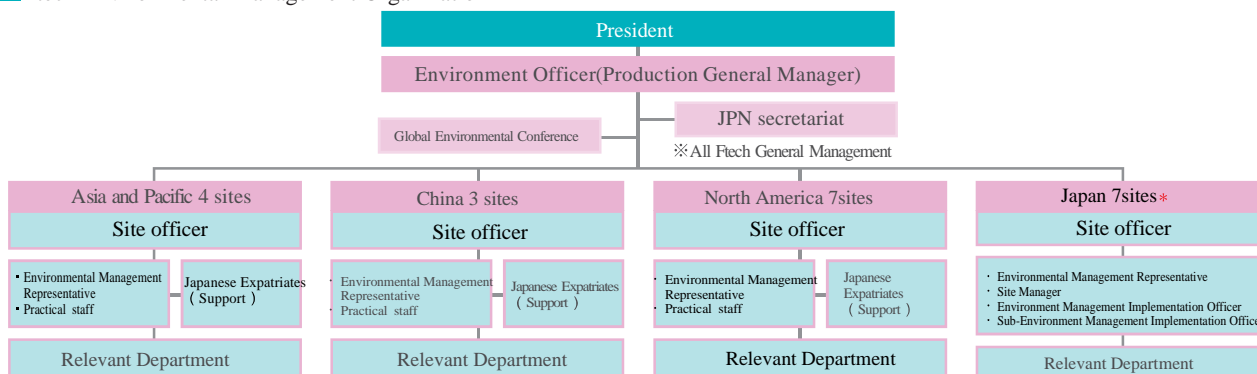 President
Environment Officer(Production General Manager)
JPN secretariat
Global Environmental Conference
※All Ftech General Management
Asia and Pacific 4 sites
Site officer
▪ Environmental Management
Representative
▪ Practical staff
Japanese Expatriates
( Support )
Relevant Department
China 3 sites
Site officer
· Environmental Management
Representative
· Practical staff
Japanese Expatriates
( Support )
Relevant Department
North America 7sites
Site officer
· Environmental Management
Representative
· Practical staff
Japanese
Expatriates
( Support )
Relevant Department
Japan 7sites*
Site officer
· Environmental Management Representative
· Site Manager
· Environment Management Implementation Officer
· Sub-Environment Management Implementation Office
Relevant Department